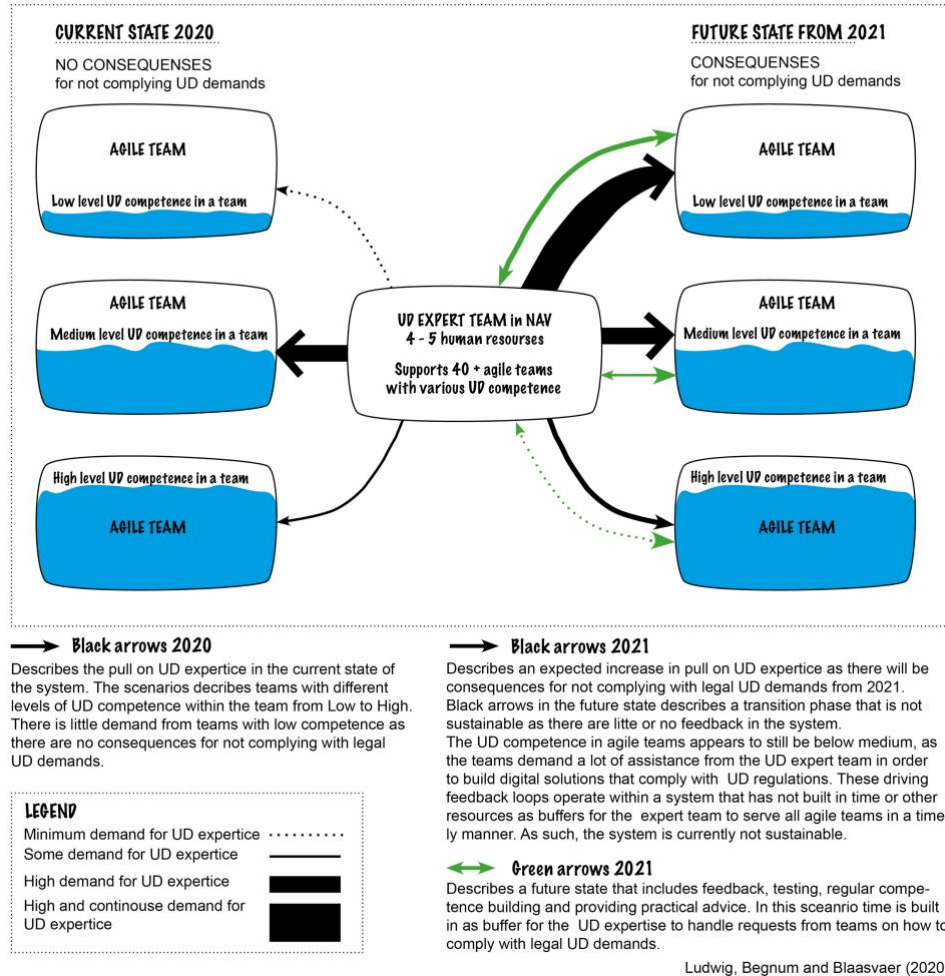 CURRENT STATE 2020
NO CONSEQUENSES
for not complying UD demands
FUTURE STATE FROM 2021
CONSEQUENSES
for not complying UD demands
AGILE TEAM
Low level UD competence in a team
AGILE TEAM
Medium level UD competence in a team
High level UD competence in a team
AGILE TEAM
UD EXPERT TEAM in NAV
4 - 5 human resourses
Supports 40 + agile teams
with various UD competence
AGILE TEAM
Low level UD competence in a team
AGILE TEAM
Medium level UD competence in a team
High level UD competence in a team
AGILE TEAM
Black arrows 2020
Describes the pull on UD expertice in the current state of
the system. The scenarios decribes teams with different
levels of UD competence within the team from Low to High.
There is little demand from teams with low competence as
there are no consequences for not complying with legal
UD demands.
LEGEND
Minimum demand for UD expertice
Some demand for UD expertice
High demand for UD expertice
High and continouse demand for
UD expertice
Black arrows 2021
Describes an expected increase in pull on UD expertice as there will be
consequences for not complying with legal UD demands from 2021.
Black arrows in the future state describes a transition phase that is not
sustainable as there are litte or no feedback in the system.
The UD competence in agile teams appears to still be below medium, as
the teams demand a lot of assistance from the UD expert team in order
to build digital solutions that comply with UD regulations. These driving
feedback loops operate within a system that has not built in time or other
resources as buffers for the expert team to serve all agile teams in a time
ly manner. As such, the system is currently not sustainable.
Green arrows 2021
Describes a future state that includes feedback, testing, regular compe-
tence building and providing practical advice. In this sceanrio time is built
in as buffer for the UD expertise to handle requests from teams on how to
comply with legal UD demands.
Ludwig, Begnum and Blaasvaer (2020